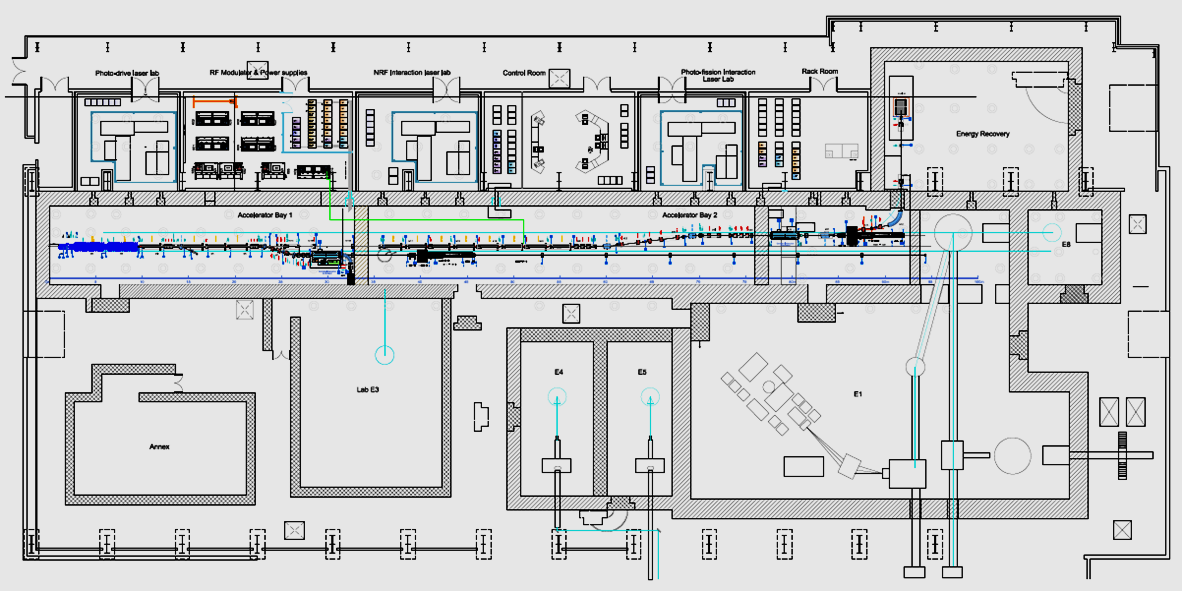 Photo-drive laser lab
RF Modulator & Power supplies
NRF Interaction laser lab
Control Room
Photo-fission Interaction
Laser Lab
Rack Room
Energy Recovery
Accelerator Bay 1
Accelerator Bay 2
E8
Lab E3
E4
E5
E1
Annex